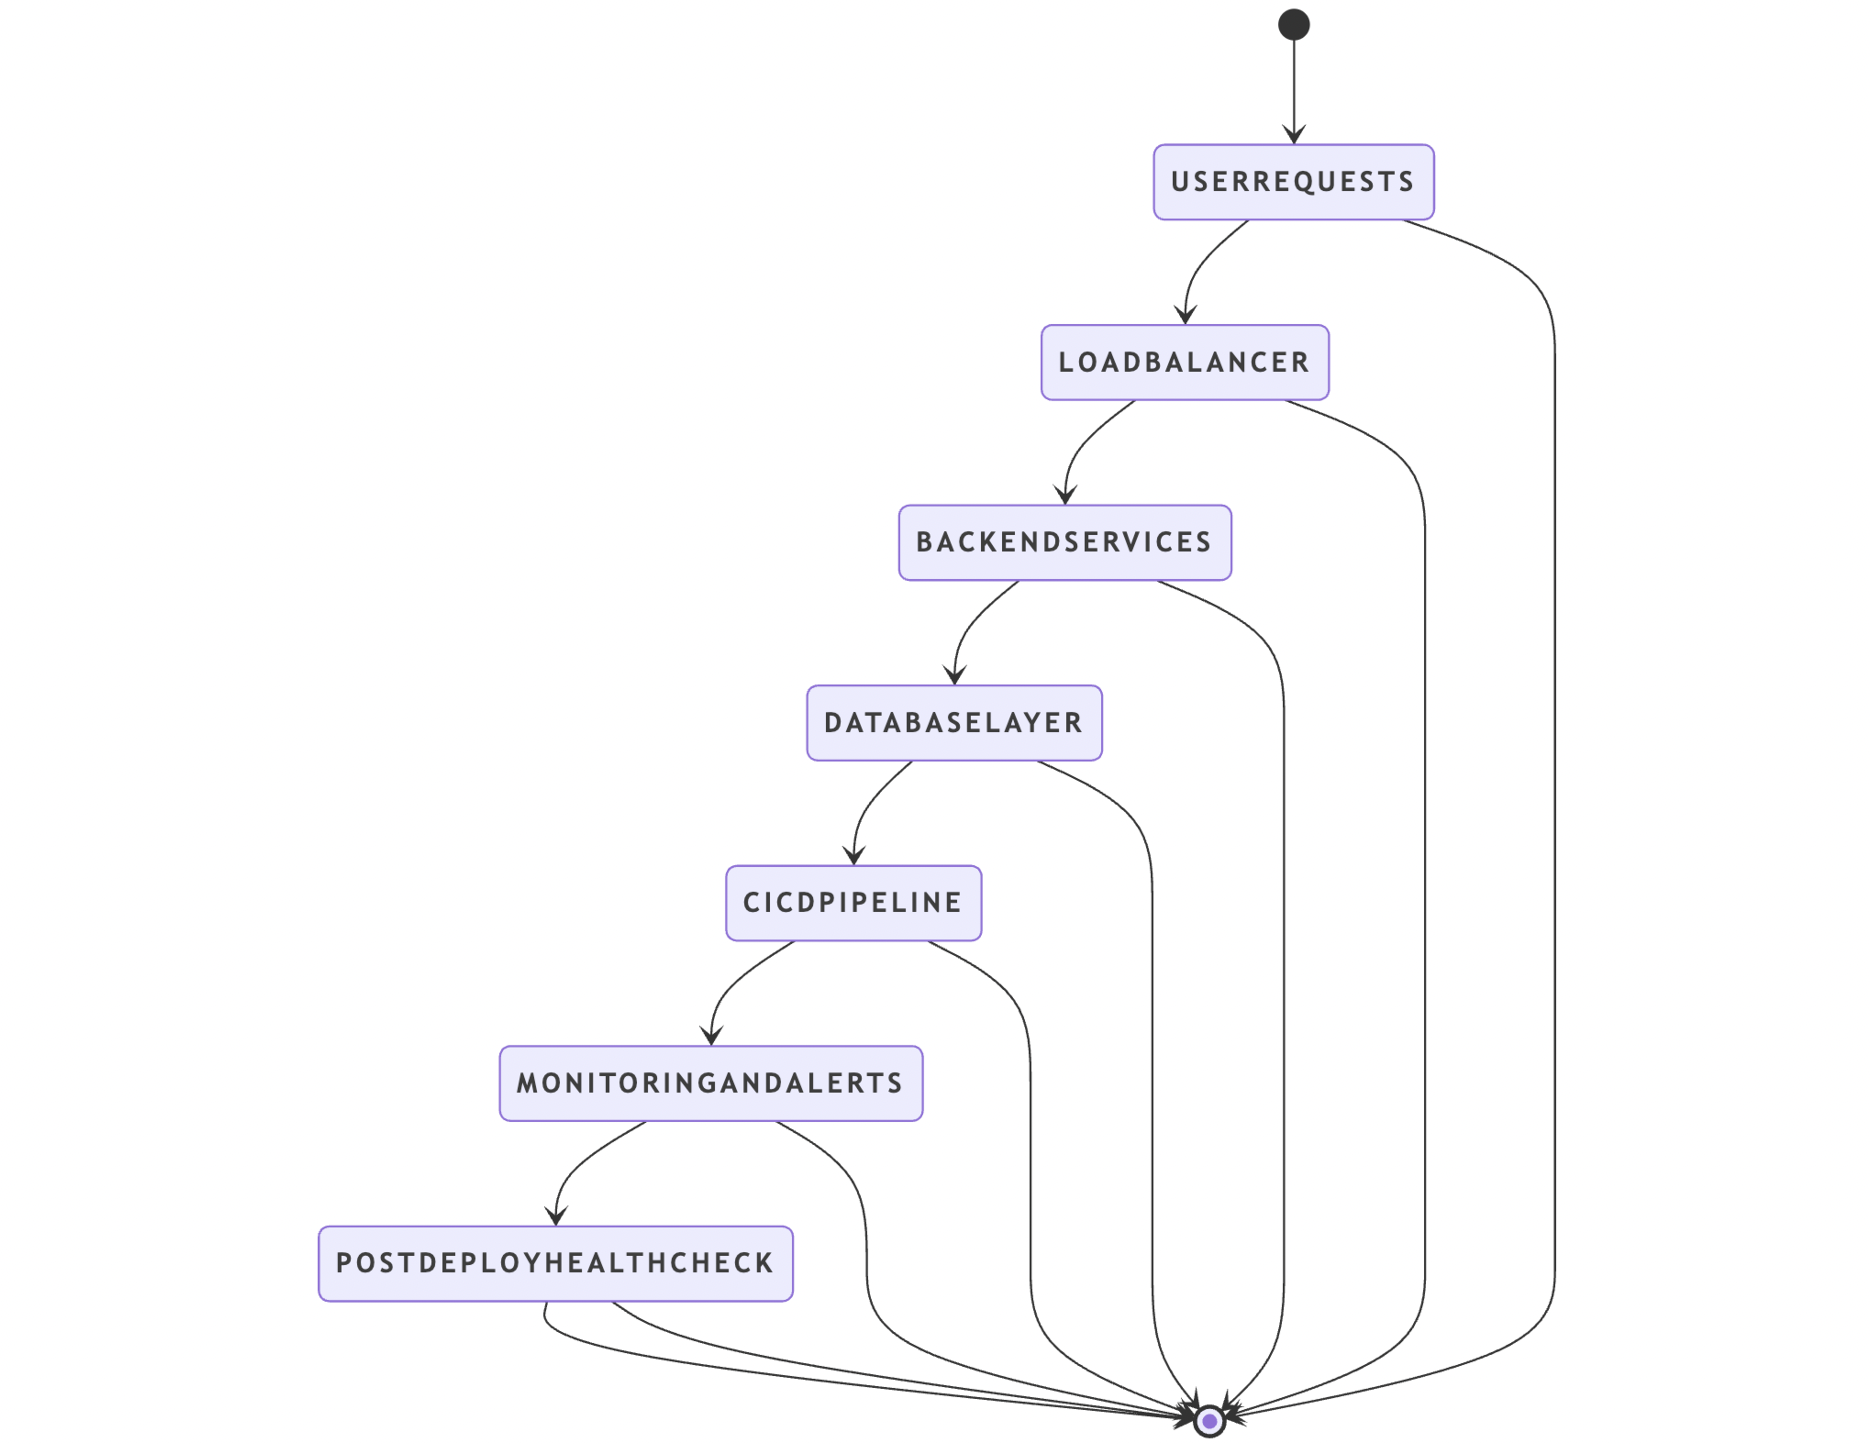 USERREQUESTS
LOADBALANCER
BACKENDSERVICES
DATABASELAYER
CICDPIPELINE
MONITORINGANDALERTS
POSTDEPLOYHEALTHCHECK